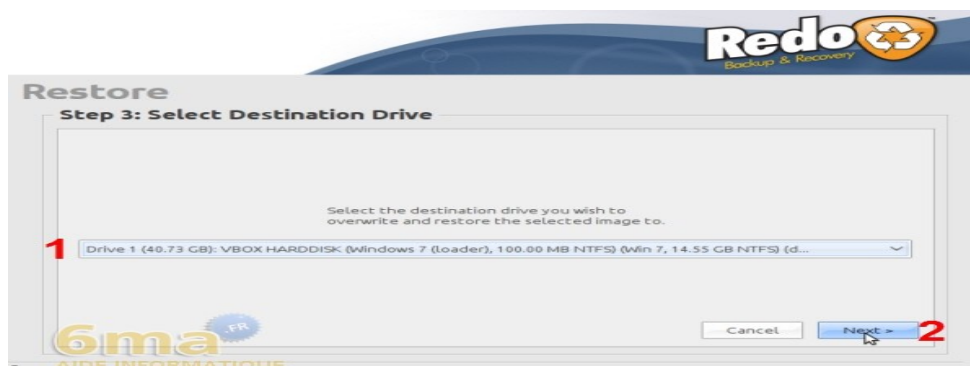 Redo
Backup & Recovery
Restore
Step 3: Select Destination Drive
Select the destination drive you wish to
overwrite and restore the selected image to.
1
Drive 1 (40.73 GB): VBOX HARDDISK (Windows 7 (loader), 100.00 MB NTFS) (Win 7, 14.55 GB NTFS) (d...
6ma
.FR
Cancel
Next >
2
AIDE INFORMATIQUE